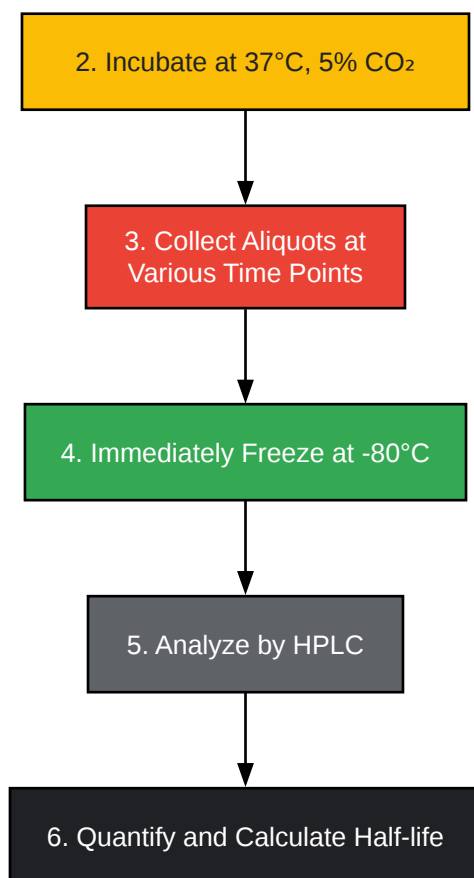 2. Incubate at 37°C, 5% CO₂
3. Collect Aliquots at
Various Time Points
4. Immediately Freeze at -80°C
5. Analyze by HPLC
6. Quantify and Calculate Half-life